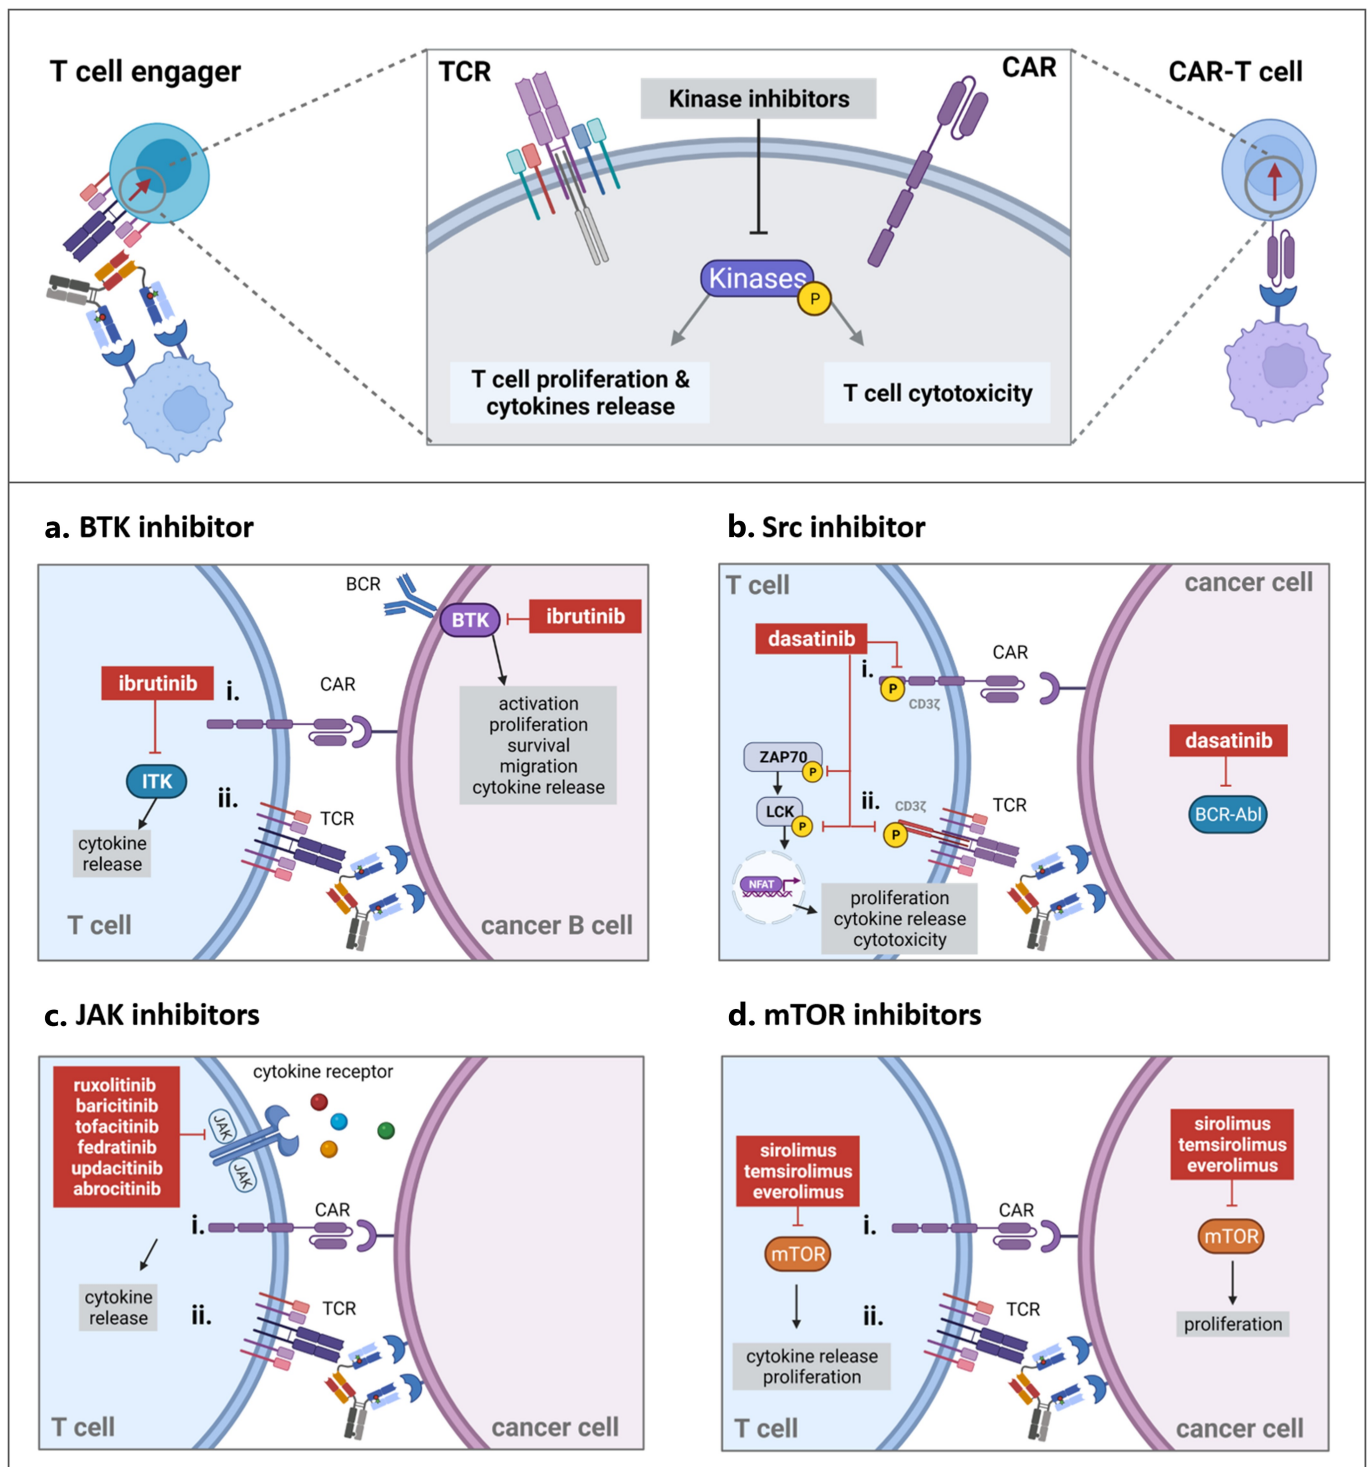 T cell engager
TCR
Kinase inhibitors
CAR
CAR-T cell
Kinases
P
T cell proliferation &
cytokines release
T cell cytotoxicity
a. BTK inhibitor
BCR
BTK
ibrutinib
ibrutinib
i.
CAR
activation
proliferation
survival
migration
cytokine release
ITK
ii.
TCR
cytokine
release
T cell
cancer B cell
b. Src inhibitor
T cell
cancer cell
dasatinib
i.
CAR
P
CD3ζ
dasatinib
ZAP70
P
BCR-Abl
LCK
P
ii.
CD3ζ
P
TCR
NFAT
proliferation
cytokine release
cytotoxicity
c. JAK inhibitors
ruxolitinib
baricitinib
tofacitinib
fedratinib
updacitinib
abrocitinib
cytokine receptor
JAK
JAK
i.
CAR
cytokine
release
ii.
TCR
T cell
cancer cell
d. mTOR inhibitors
sirolimus
temsirolimus
everolimus
sirolimus
temsirolimus
everolimus
i.
CAR
mTOR
mTOR
ii.
TCR
proliferation
cytokine release
proliferation
T cell
cancer cell